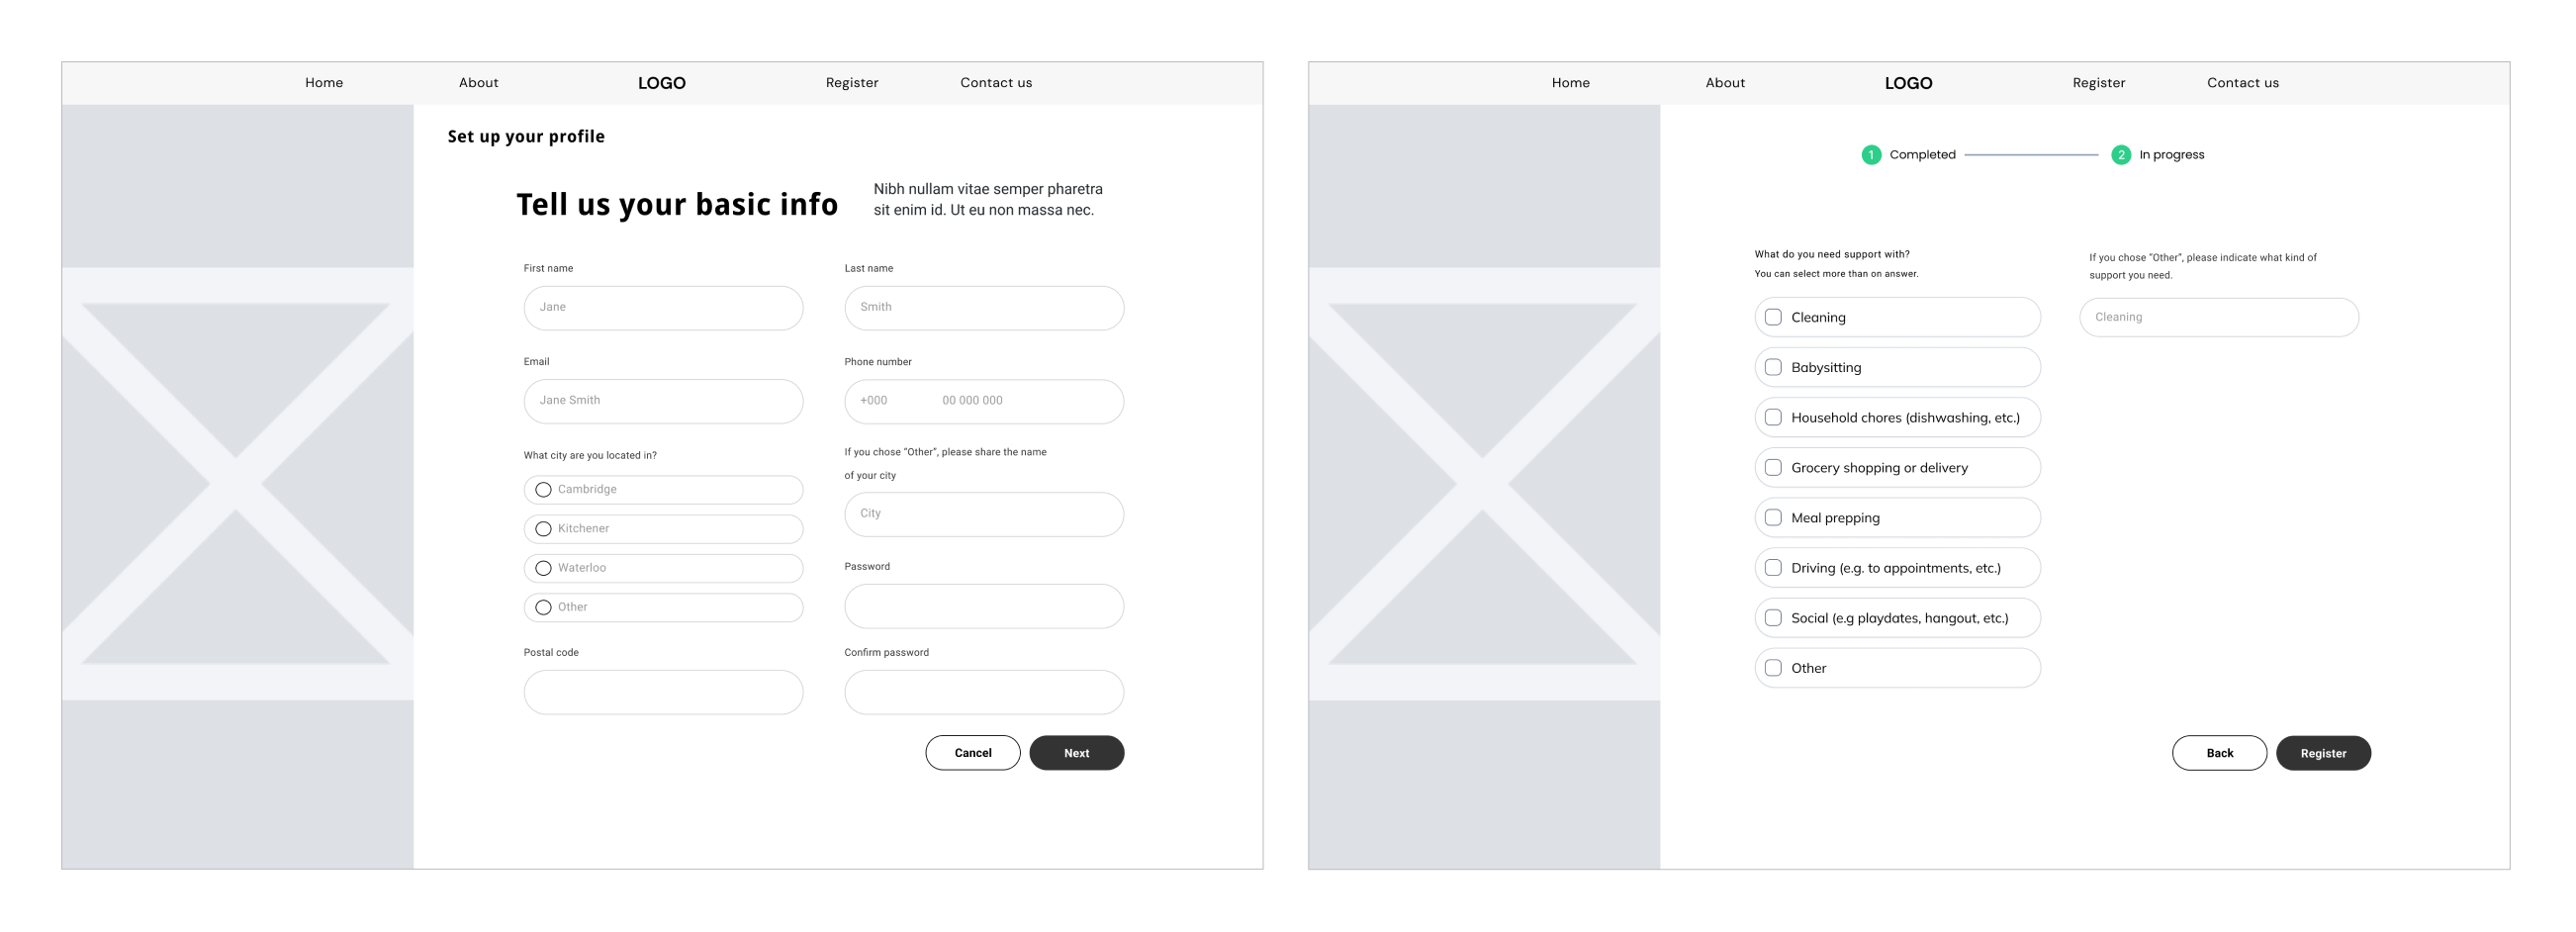 Home About LOGO Register Contact us
Set up your profile
Tell us your basic info
Nibh nullam vitae semper pharetra
sit enim id. Ut eu non massa nec.
First name
Jane
Last name
Smith
Email
Jane Smith
Phone number
+000 00 000 000
What city are you located in?
Cambridge
Kitchener
Waterloo
Other
If you chose "Other", please share the name
of your city
City
Password
Postal code
Confirm password
Cancel
Next
Home About LOGO Register Contact us
1 Completed
2 In progress
What do you need support with?
You can select more than on answer.
Cleaning
Babysitting
Household chores (dishwashing, etc.)
Grocery shopping or delivery
Meal prepping
Driving (e.g. to appointments, etc.)
Social (e.g playdates, hangout, etc.)
Other
If you chose "Other", please indicate what kind of
support you need.
Cleaning
Back
Register